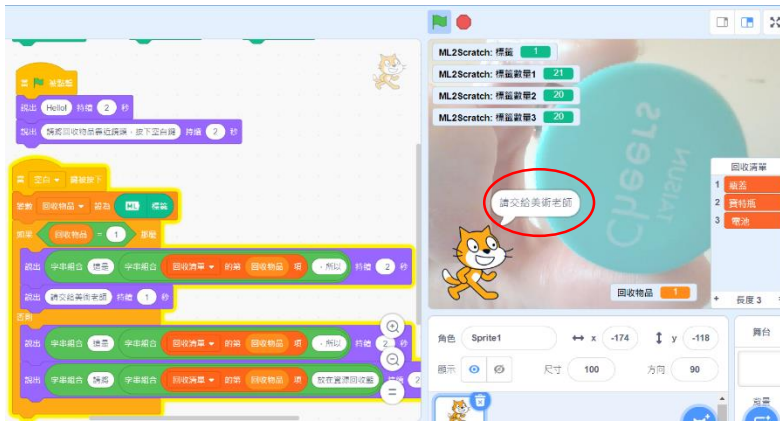 當 被點擊
說出 Hello! 持續 2 秒
說出 請將回收物品靠近鏡頭，按下空白鍵 持續 2 秒
當 空白 鍵被按下
變數 回收物品 設為 ML 標籤
如果 回收物品 = 1 那麼
說出 字串組合 這是 字串組合 回收清單 的第 回收物品 項 ，所以 持續 2 秒
說出 請交給美術老師 持續 1 秒
否則
說出 字串組合 這是 字串組合 回收清單 的第 回收物品 項 ，所以 持續 2
說出 字串組合 請將 字串組合 回收清單 的第 回收物品 項 放在資源回收籃 2
ML2Scratch: 標籤 1
ML2Scratch: 標籤數量1 21
ML2Scratch: 標籤數量2 20
ML2Scratch: 標籤數量3 20
Cheers
TAISUN
請交給美術老師
回收清單
1 瓶蓋
2 寶特瓶
3 電池
+ 長度 3
回收物品 1
角色 Sprite1 x -174 y -118
顯示 尺寸 100 方向 90
舞台
背景